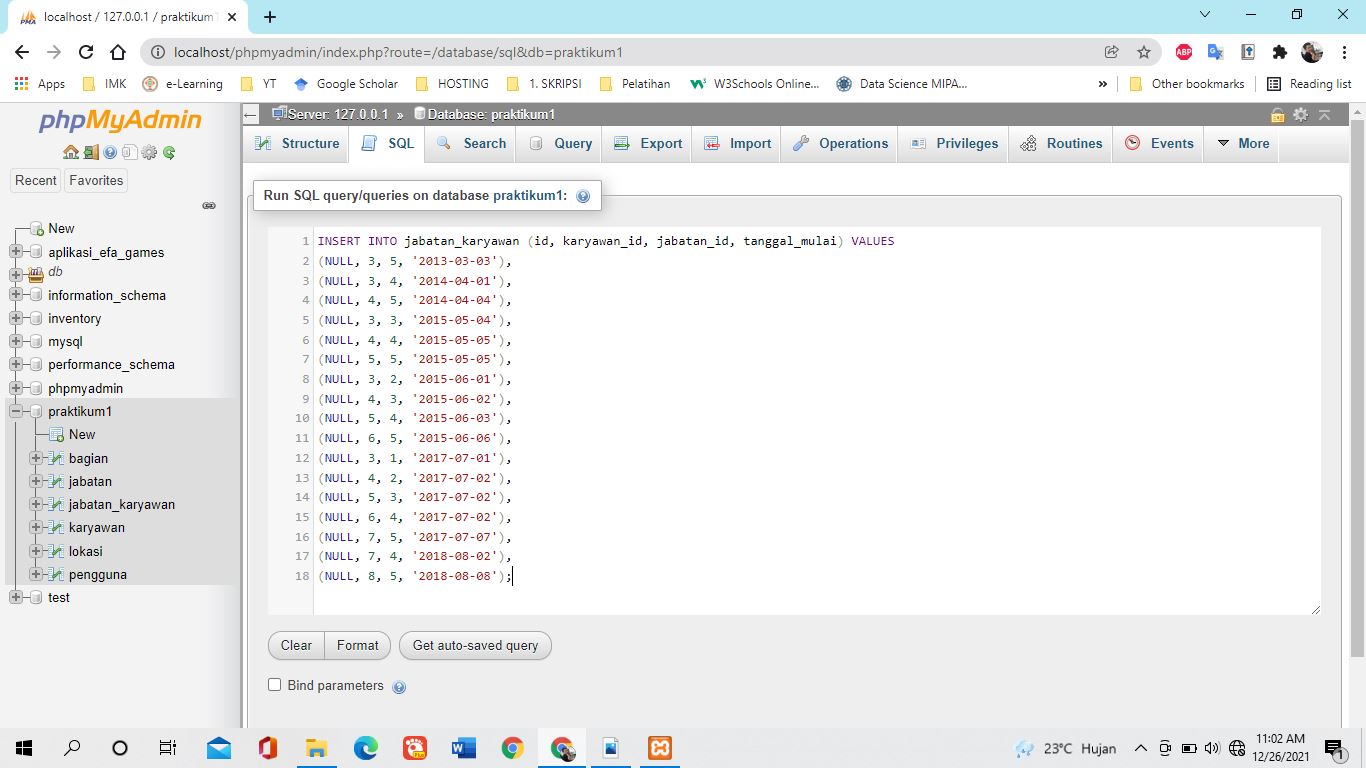 localhost / 127.0.0.1 / praktikum1
localhost/phpmyadmin/index.php?route=/database/sql&db=praktikum1
ABP
Apps IMK e-Learning YT Google Scholar HOSTING 1. SKRIPSI Pelatihan W3Schools Online... Data Science MIPA... » Other bookmarks Reading list
phpMyAdmin
Recent Favorites
New
aplikasi_efa_games
db
information_schema
inventory
mysql
performance_schema
phpmyadmin
praktikum1
New
bagian
jabatan
jabatan_karyawan
karyawan
lokasi
pengguna
test
Server: 127.0.0.1 » Database: praktikum1
Structure SQL Search Query Export Import Operations Privileges Routines Events More
Run SQL query/queries on database praktikum1:
1 INSERT INTO jabatan_karyawan (id, karyawan_id, jabatan_id, tanggal_mulai) VALUES
2 (NULL, 3, 5, '2013-03-03'),
3 (NULL, 3, 4, '2014-04-01'),
4 (NULL, 4, 5, '2014-04-04'),
5 (NULL, 3, 3, '2015-05-04'),
6 (NULL, 4, 4, '2015-05-05'),
7 (NULL, 5, 5, '2015-05-05'),
8 (NULL, 3, 2, '2015-06-01'),
9 (NULL, 4, 3, '2015-06-02'),
10 (NULL, 5, 4, '2015-06-03'),
11 (NULL, 6, 5, '2015-06-06'),
12 (NULL, 3, 1, '2017-07-01'),
13 (NULL, 4, 2, '2017-07-02'),
14 (NULL, 5, 3, '2017-07-02'),
15 (NULL, 6, 4, '2017-07-02'),
16 (NULL, 7, 5, '2017-07-07'),
17 (NULL, 7, 4, '2018-08-02'),
18 (NULL, 8, 5, '2018-08-08');
Clear Format Get auto-saved query
Bind parameters
23°C Hujan
11:02 AM
12/26/2021
1